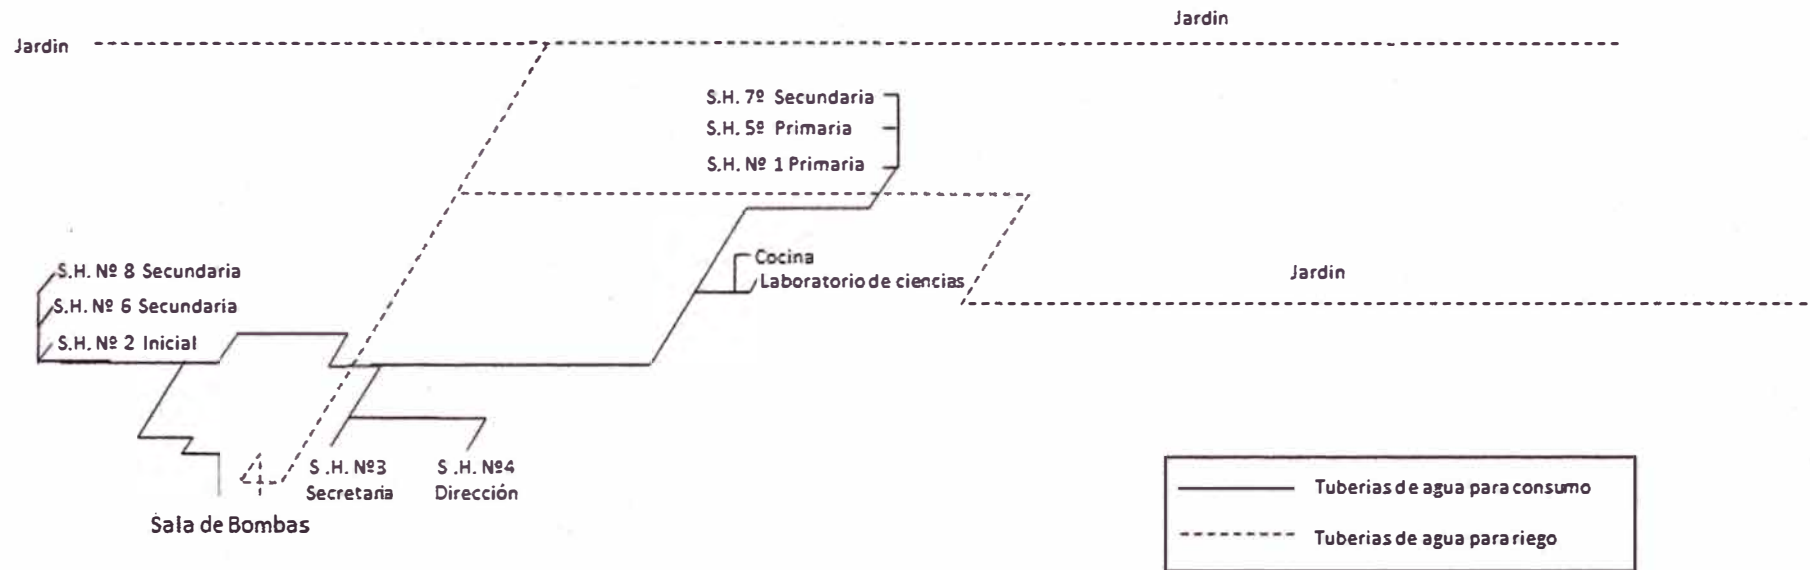 Jardin
Jardin
S.H. 7º Secundaria
S.H. 5º Primaria
S.H. Nº 1 Primaria
Cocina
Laboratorio de ciencias
Jardin
S.H. Nº 8 Secundaria
S.H. Nº 6 Secundaria
S.H. Nº 2 Inicial
S .H. Nº3
Secretaria
S .H. Nº4
Dirección
Sala de Bombas
Tuberias de agua para consumo
Tuberias de agua para riego